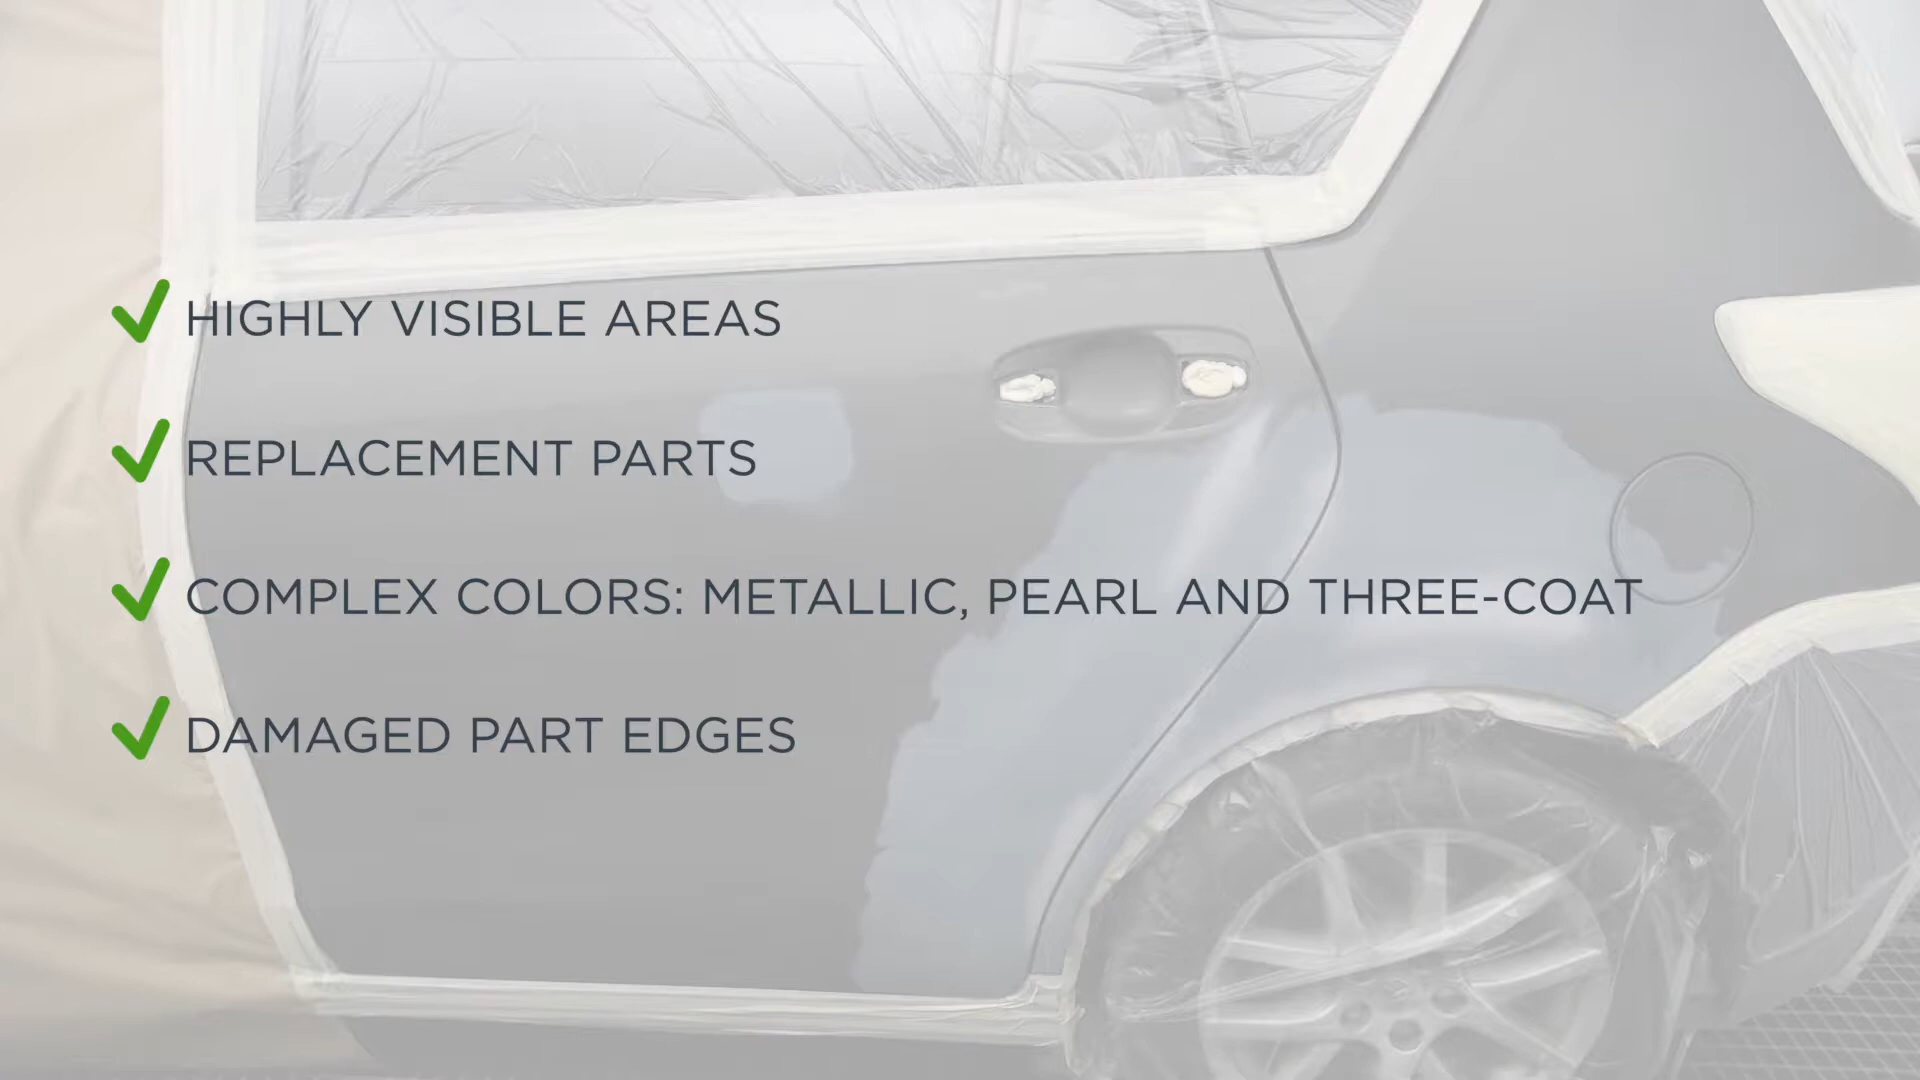 HIGHLY VISIBLE AREAS
REPLACEMENT PARTS
COMPLEX COLORS: METALLIC, PEARL AND THREE-COAT
DAMAGED PART EDGES